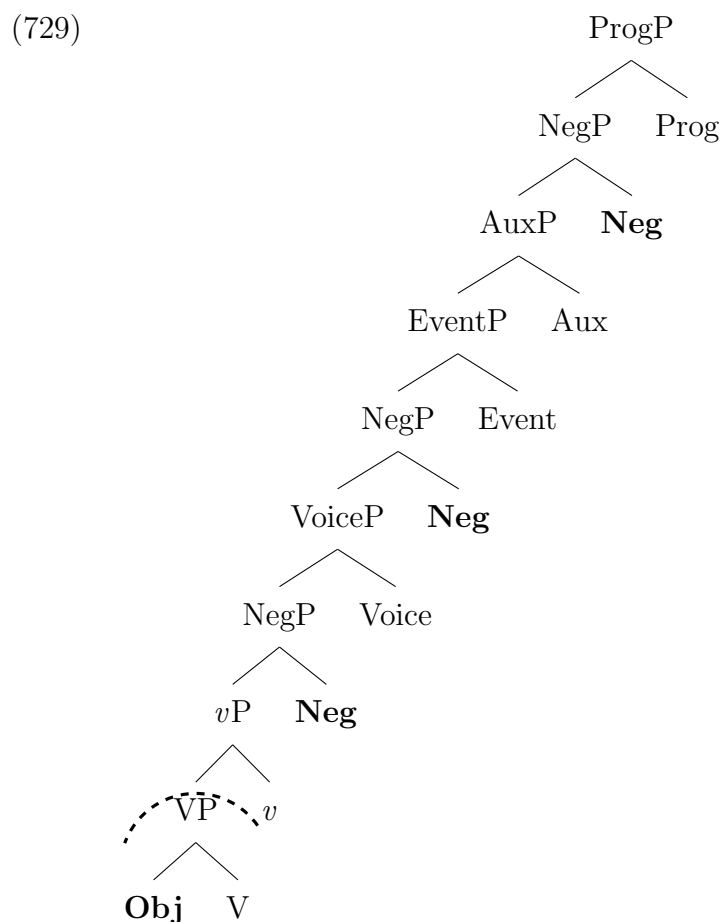 (729) ProgP
NegP Prog
AuxP Neg
EventP Aux
NegP Event
VoiceP Neg
NegP Voice
vP Neg
VP v
Obj V